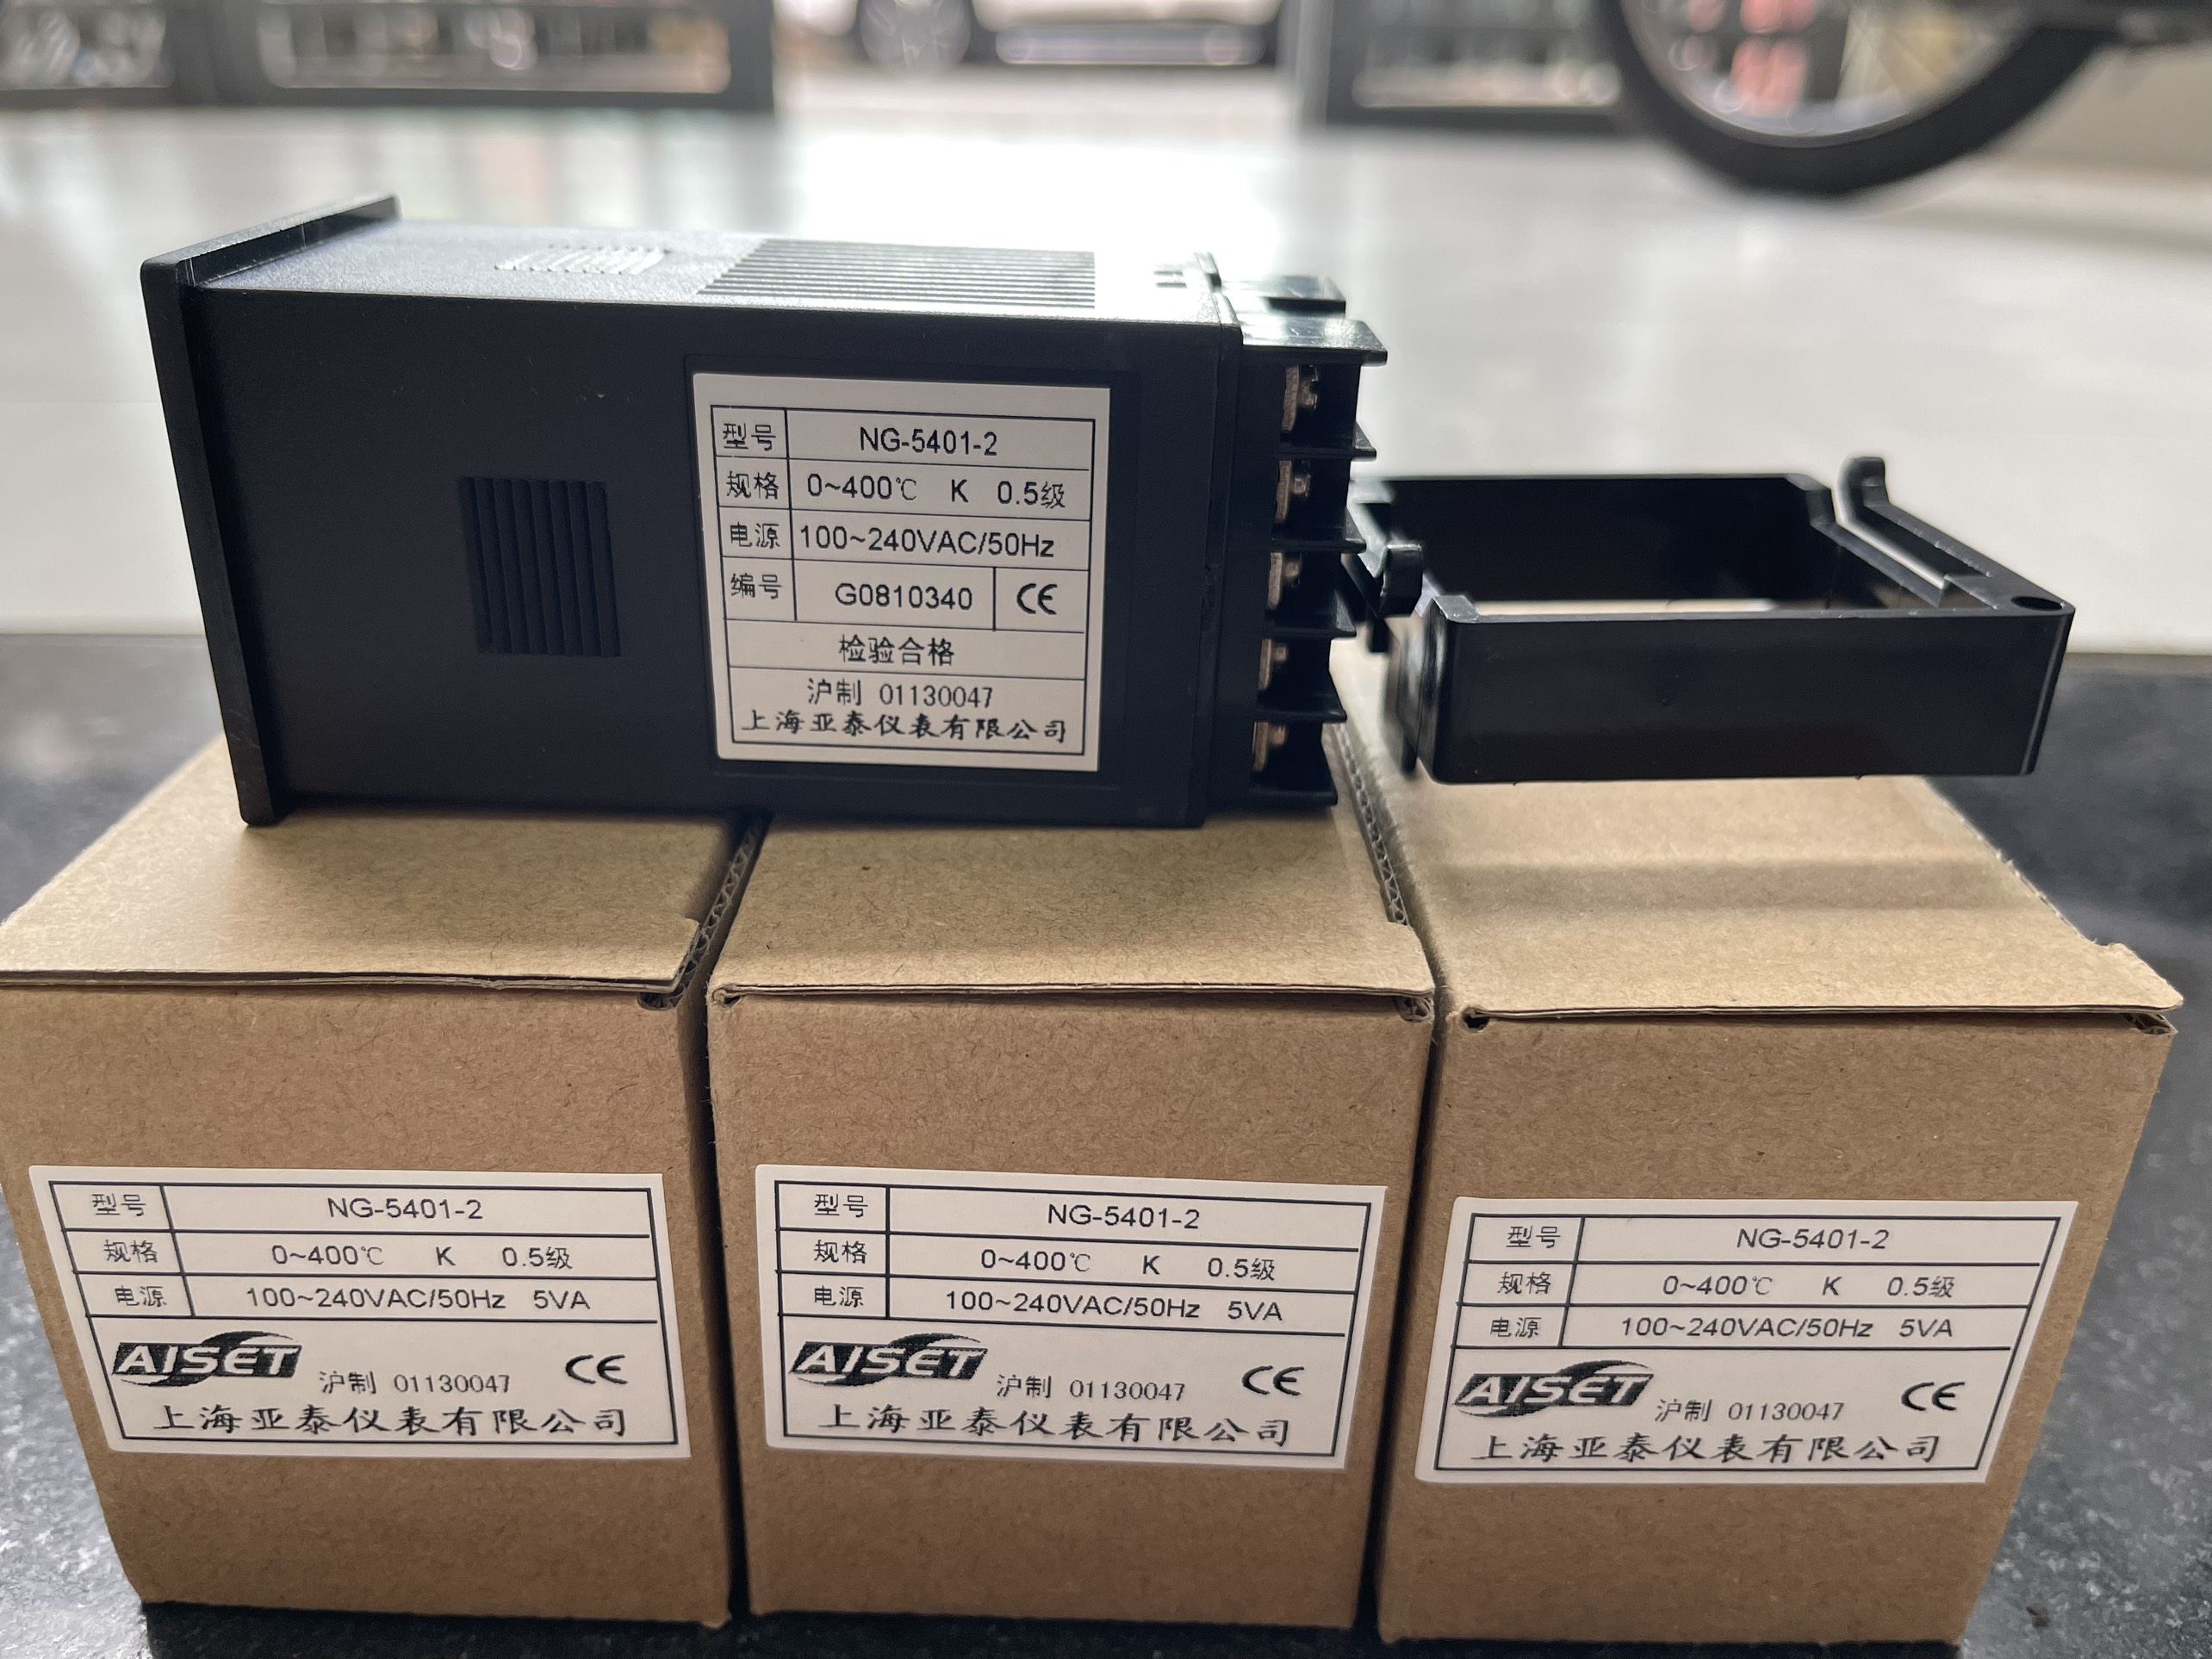 型号 NG-5401-2
规格 0~400℃ K 0.5级
电源 100~240VAC/50Hz
编号 G0810340 CE
检验合格
沪制 01130047
上海亚泰仪表有限公司
型号 NG-5401-2
规格 0~400℃ K 0.5级
电源 100~240VAC/50Hz 5VA
AISET 沪制 01130047 CE
上海亚泰仪表有限公司
型号 NG-5401-2
规格 0~400℃ K 0.5级
电源 100~240VAC/50Hz 5VA
AISET 沪制 01130047 CE
上海亚泰仪表有限公司
型号 NG-5401-2
规格 0~400℃ K 0.5级
电源 100~240VAC/50Hz 5VA
AISET 沪制 01130047 CE
上海亚泰仪表有限公司